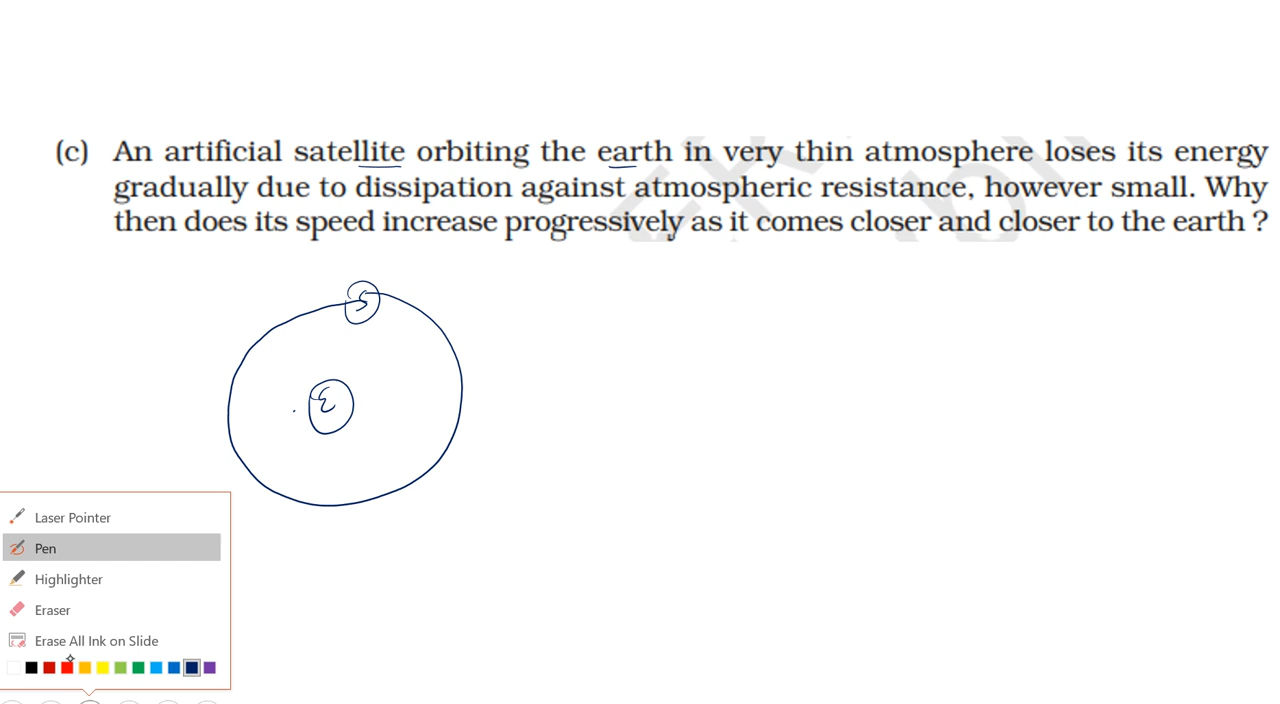 (c) An artificial satellite orbiting the earth in very thin atmosphere loses its energy
gradually due to dissipation against atmospheric resistance, however small. Why
then does its speed increase progressively as it comes closer and closer to the earth ?
S
E
Laser Pointer
Pen
Highlighter
Eraser
Erase All Ink on Slide